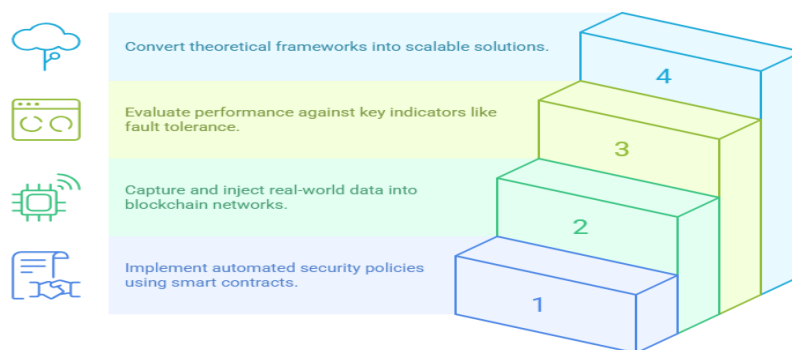 Convert theoretical frameworks into scalable solutions.
4
Evaluate performance against key indicators like
fault tolerance.
3
Capture and inject real-world data into
blockchain networks.
2
Implement automated security policies
using smart contracts.
1